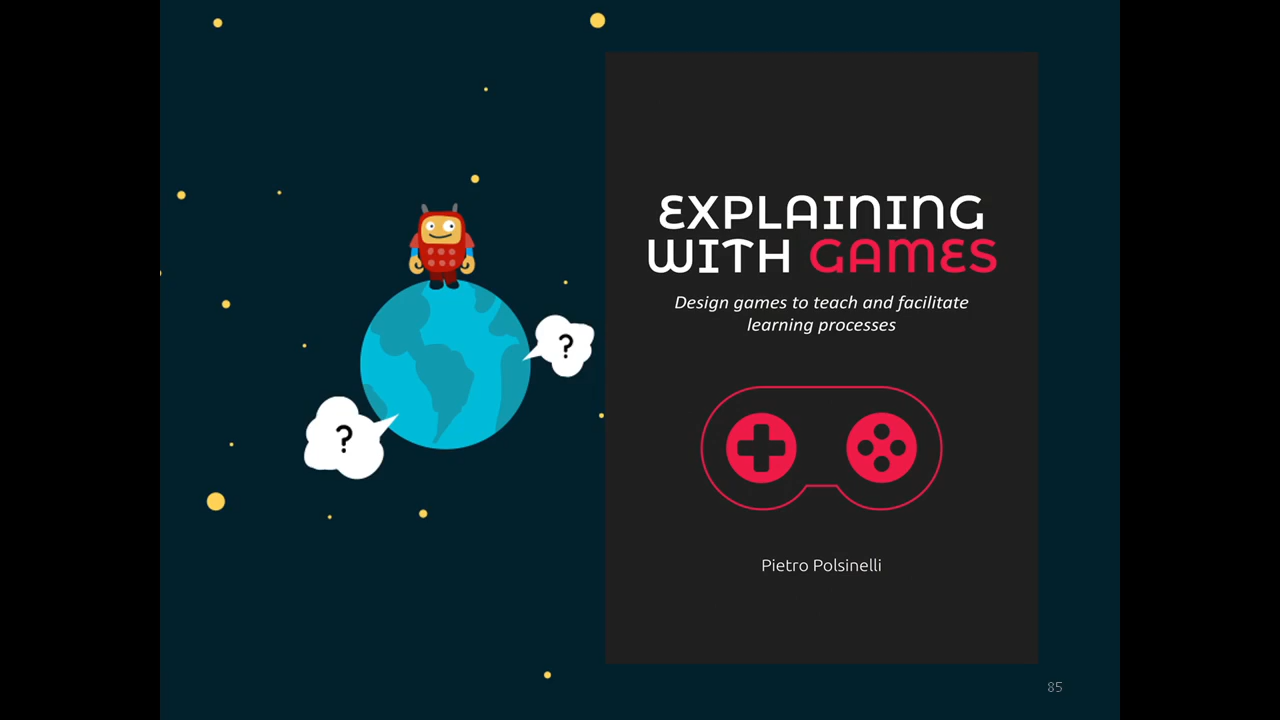 EXPLAINING
WITH GAMES
Design games to teach and facilitate
learning processes
?
?
Pietro Polsinelli
85